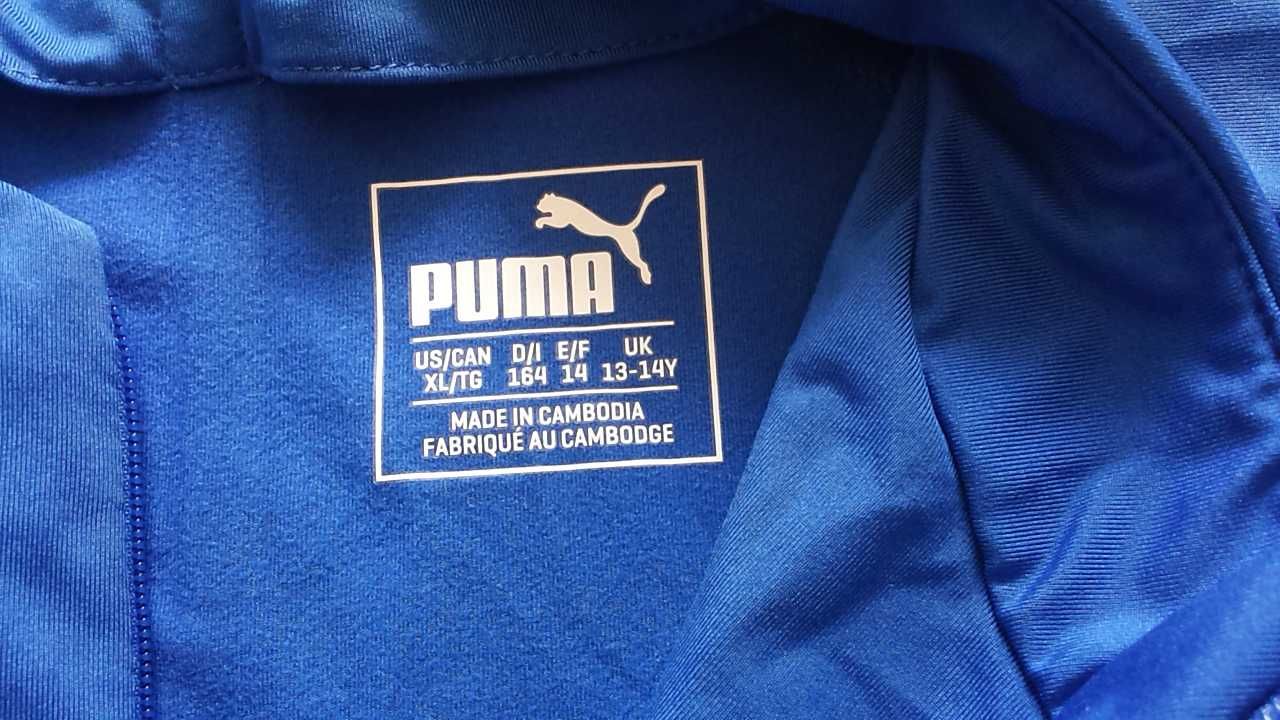 PUMA
US/CAN D/I E/F UK
XL/TG 164 14 13-14Y
MADE IN CAMBODIA
FABRIQUÉ AU CAMBODGE